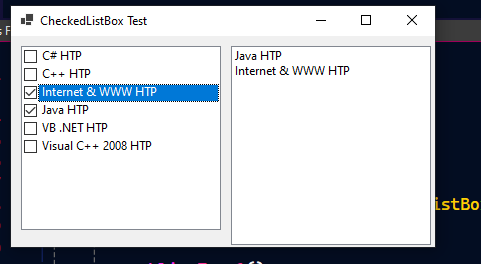 CheckedListBox Test
C# HTP
C++ HTP
Internet & WWW HTP
Java HTP
VB .NET HTP
Visual C++ 2008 HTP
Java HTP
Internet & WWW HTP
istBo